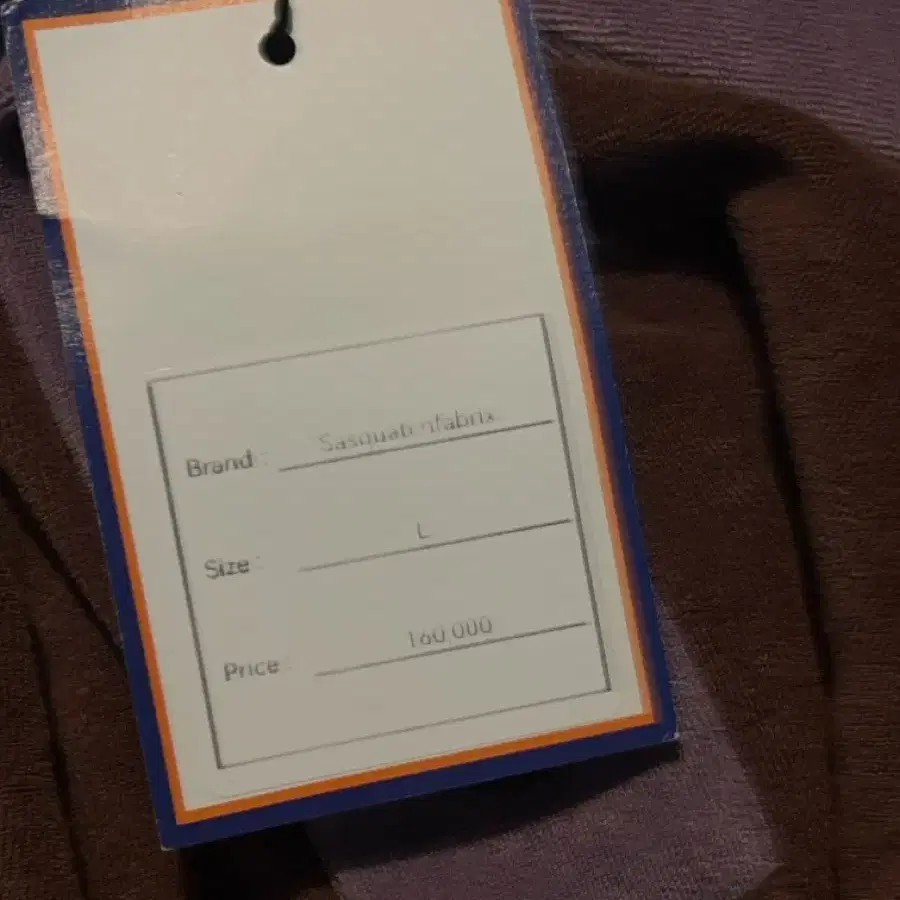 Brand : Sasquatchfabrix.
Size : L
Price : 160,000